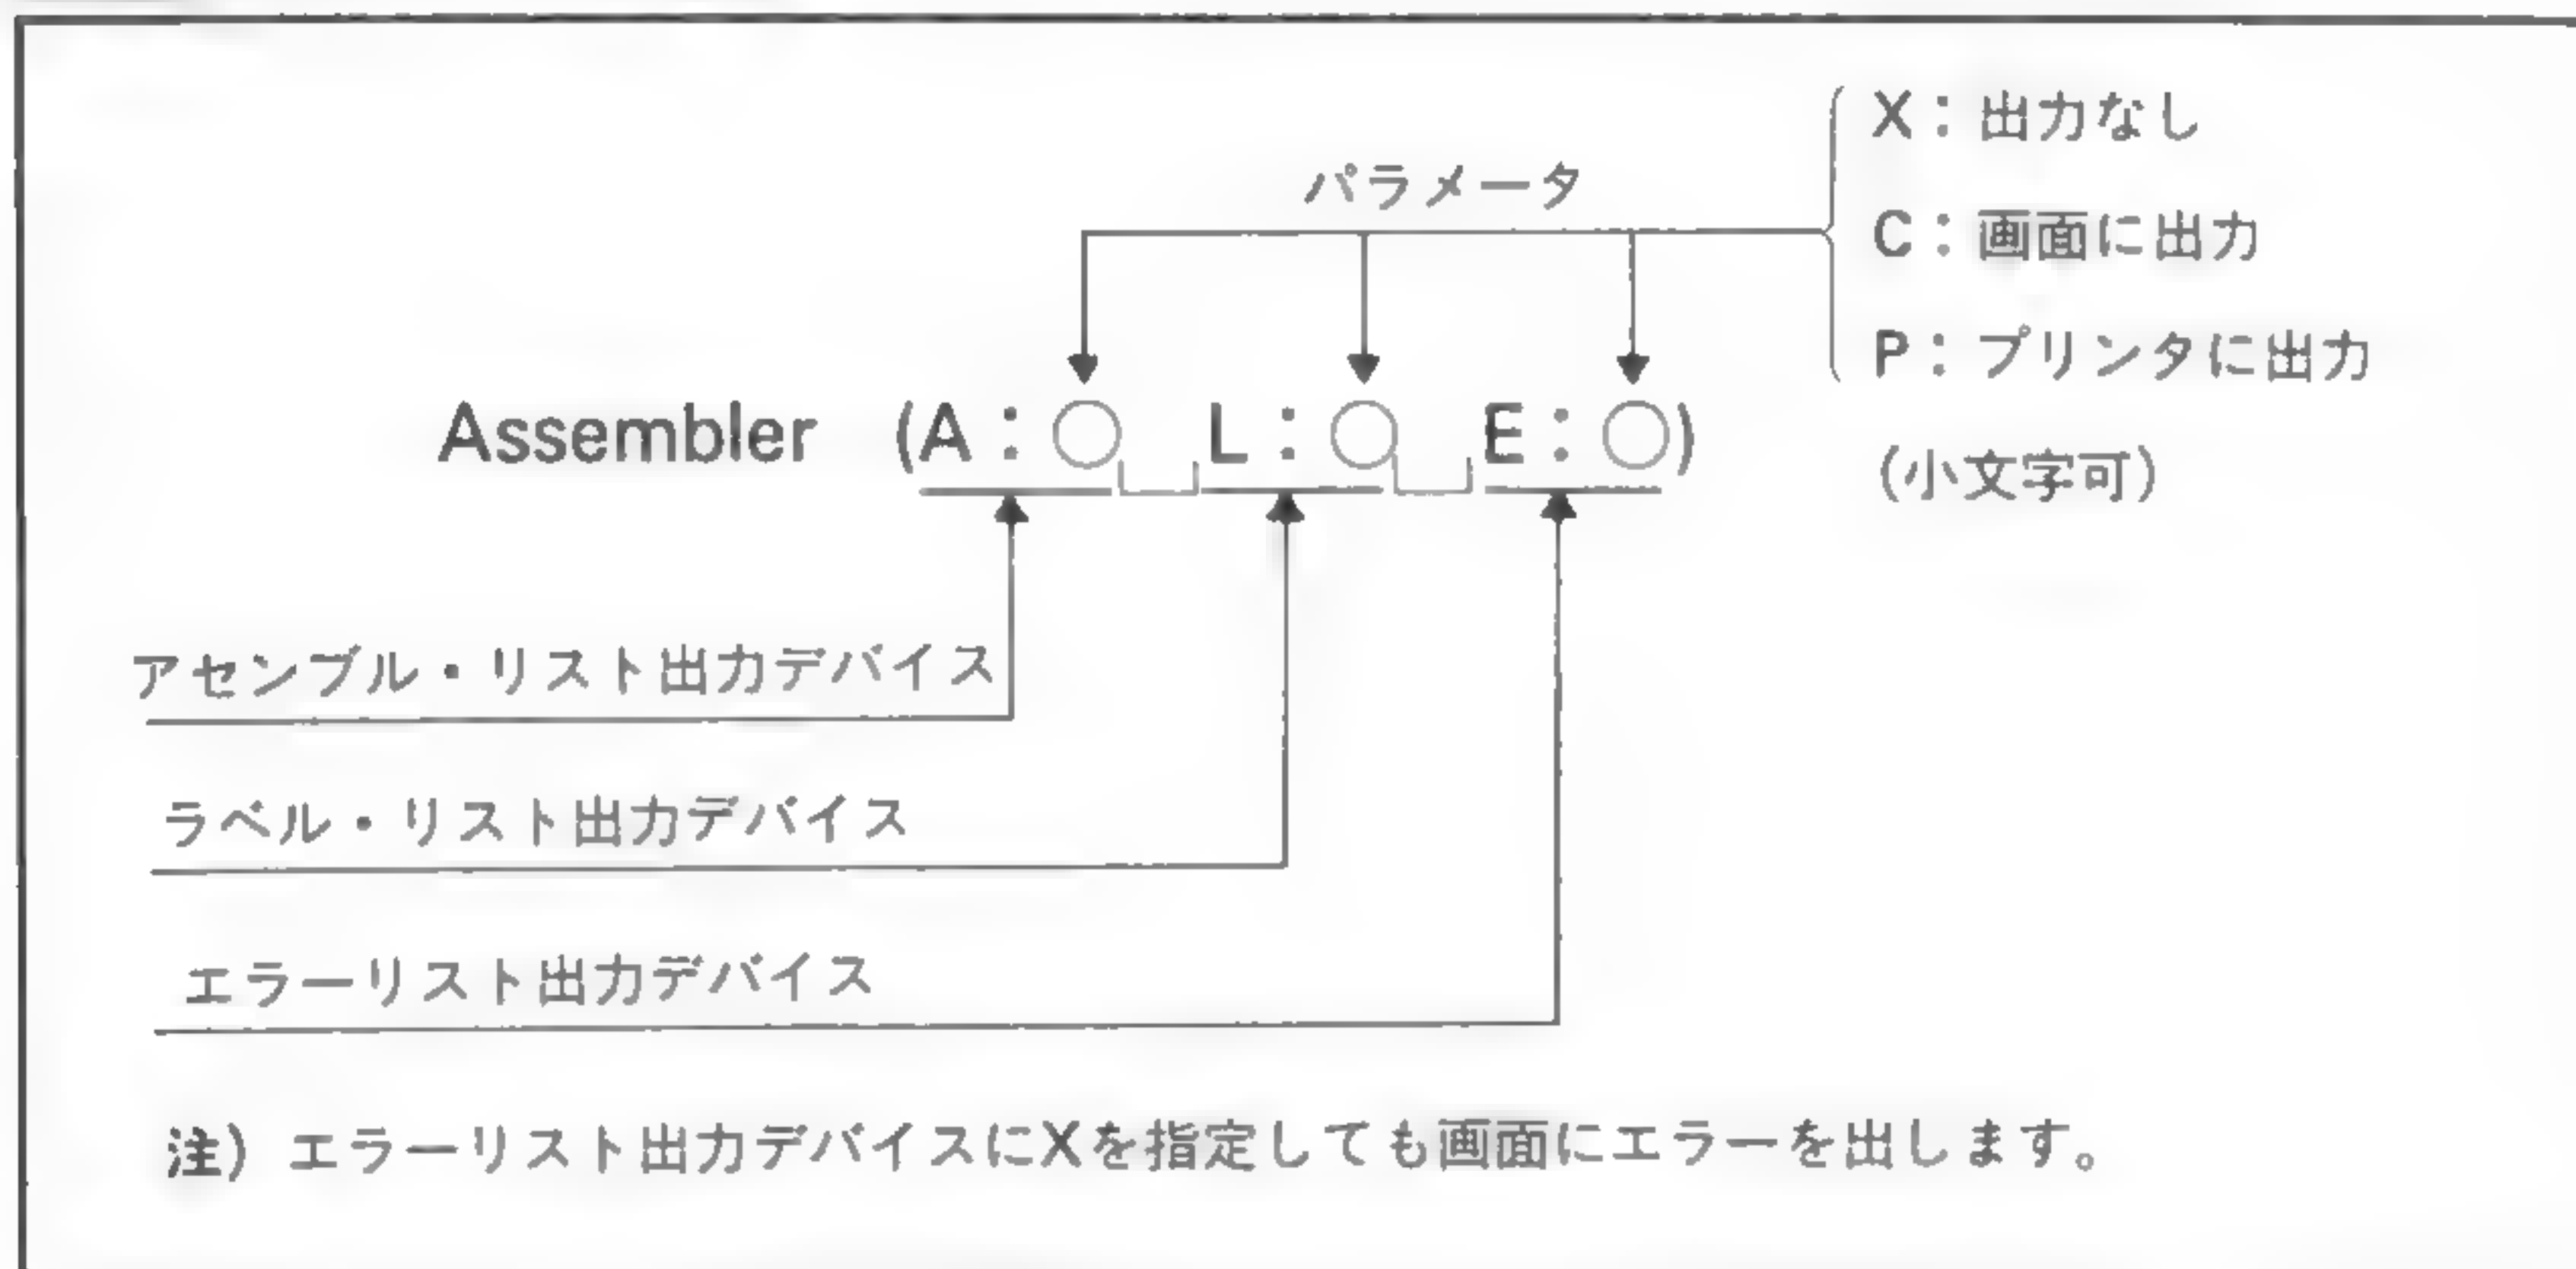 X：出力なし
パラメータ
C：画面に出力
P：プリンタに出力
Assembler (A：○ L：○ E：○)
(小文字可)
アセンブル・リスト出力デバイス
ラベル・リスト出力デバイス
エラーリスト出力デバイス
注) エラーリスト出力デバイスにXを指定しても画面にエラーを出します。